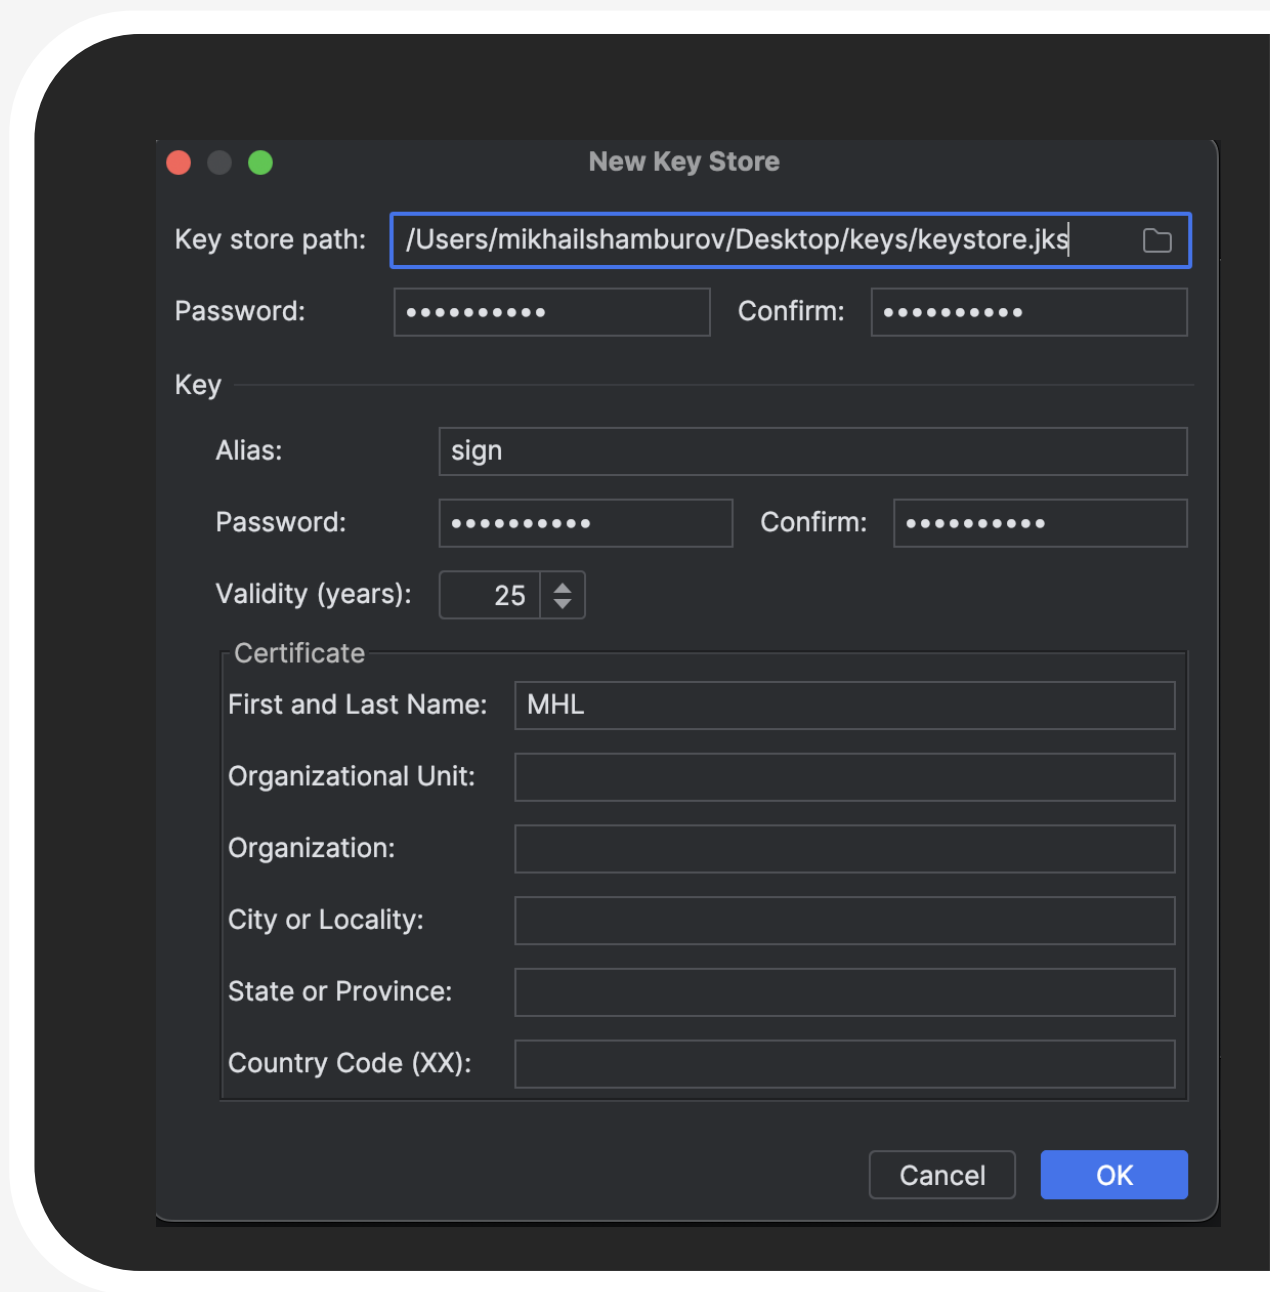 New Key Store
Key store path: /Users/mikhailshamburov/Desktop/keys/keystore.jks
Password: •••••••••• Confirm: ••••••••••
Key
Alias: sign
Password: •••••••••• Confirm: ••••••••••
Validity (years): 25
Certificate
First and Last Name: MHL
Organizational Unit:
Organization:
City or Locality:
State or Province:
Country Code (XX):
Cancel OK